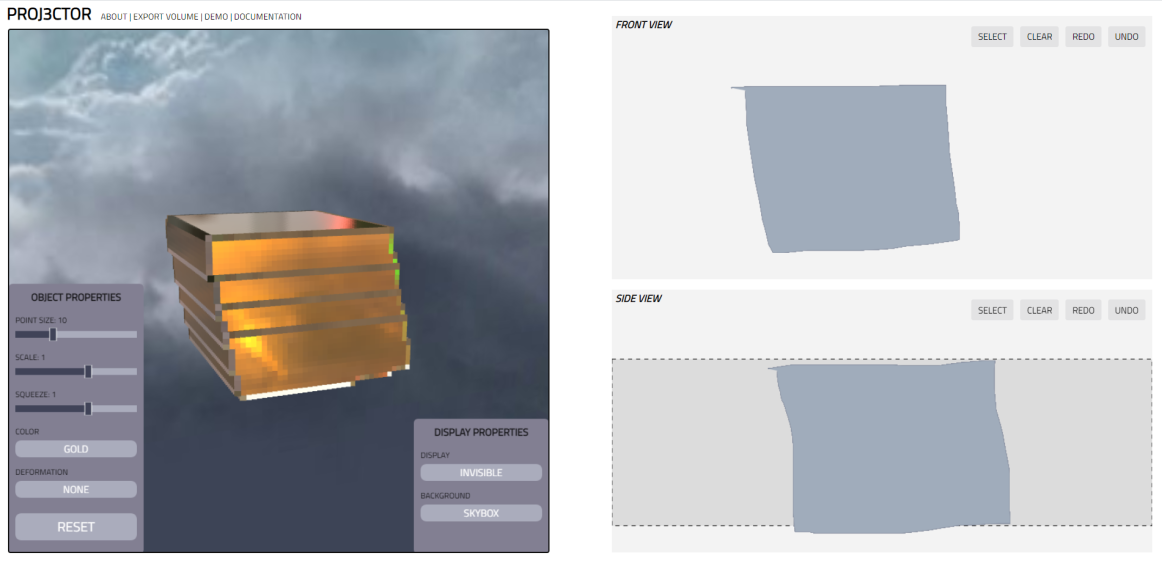 PROJ3CTOR ABOUT | EXPORT VOLUME | DEMO | DOCUMENTATION
OBJECT PROPERTIES
POINT SIZE: 10
SCALE: 1
SQUEEZE: 1
COLOR
GOLD
DEFORMATION
NONE
RESET
DISPLAY PROPERTIES
DISPLAY
INVISIBLE
BACKGROUND
SKYBOX
FRONT VIEW
SELECT CLEAR REDO UNDO
SIDE VIEW
SELECT CLEAR REDO UNDO